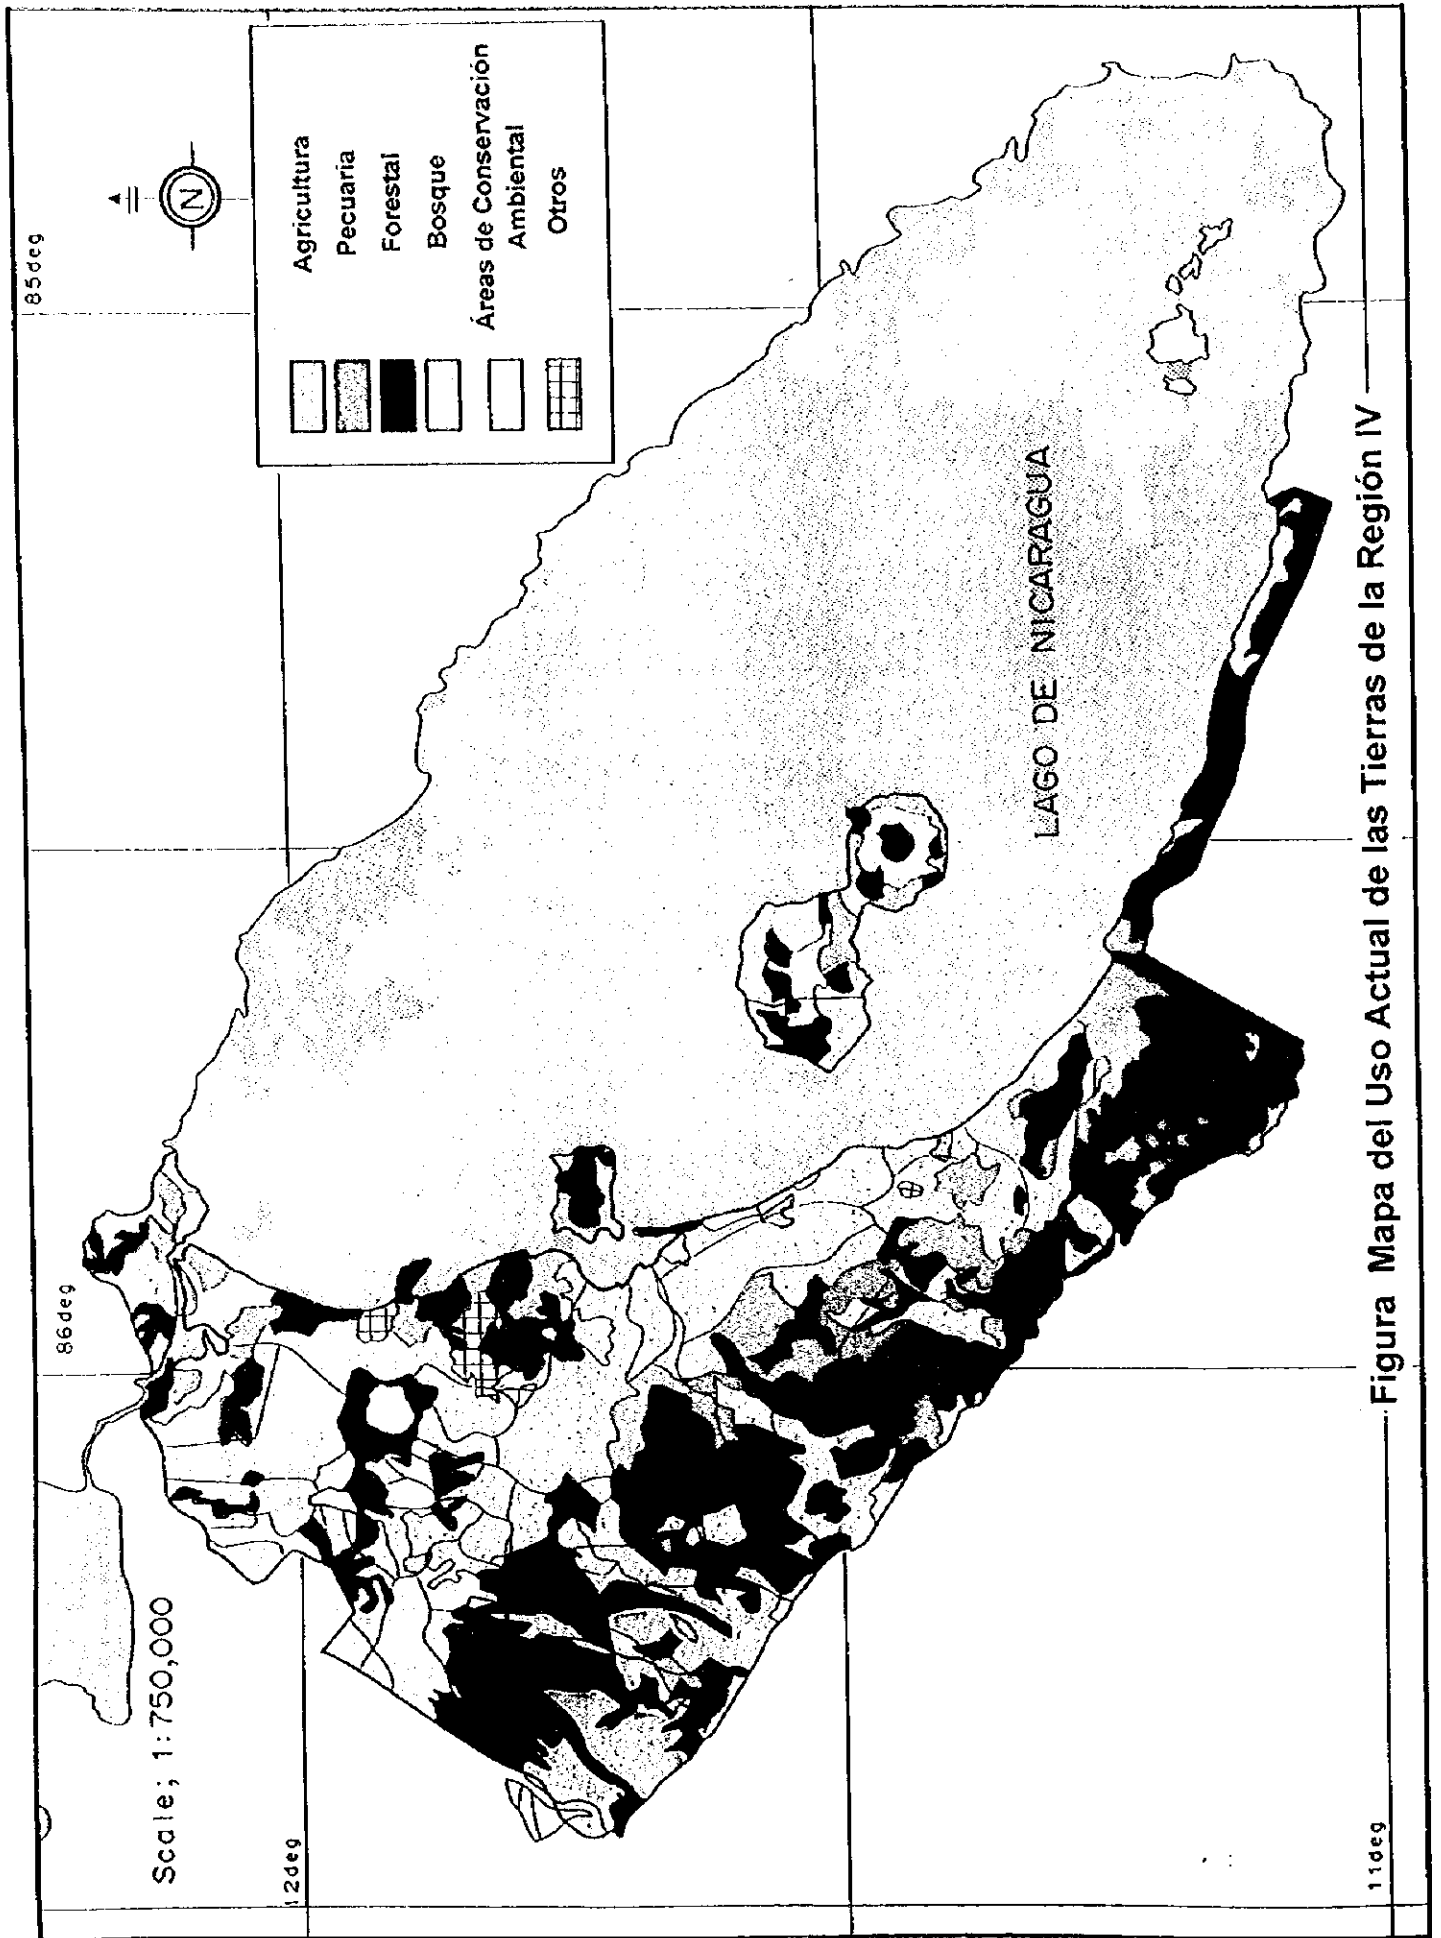 85deg
86deg
N
Agricultura
Pecuaria
Forestal
Bosque
Áreas de Conservación
Ambiental
Otros
Scale; 1:750,000
12deg
LAGO DE NICARAGUA
11deg
Figura Mapa del Uso Actual de las Tierras de la Región IV